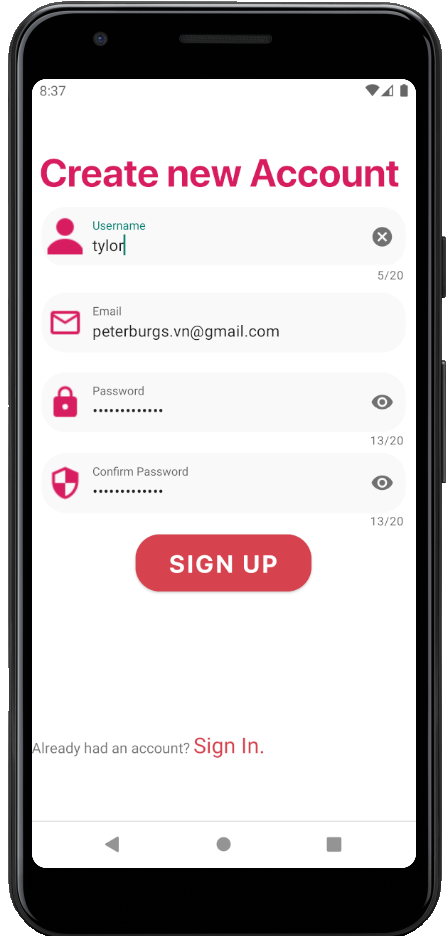 8:37
Create new Account
Username
tylor
5/20
Email
peterburgs.vn@gmail.com
Password
•••••••••••••
13/20
Confirm Password
•••••••••••••
13/20
SIGN UP
Already had an account? Sign In.